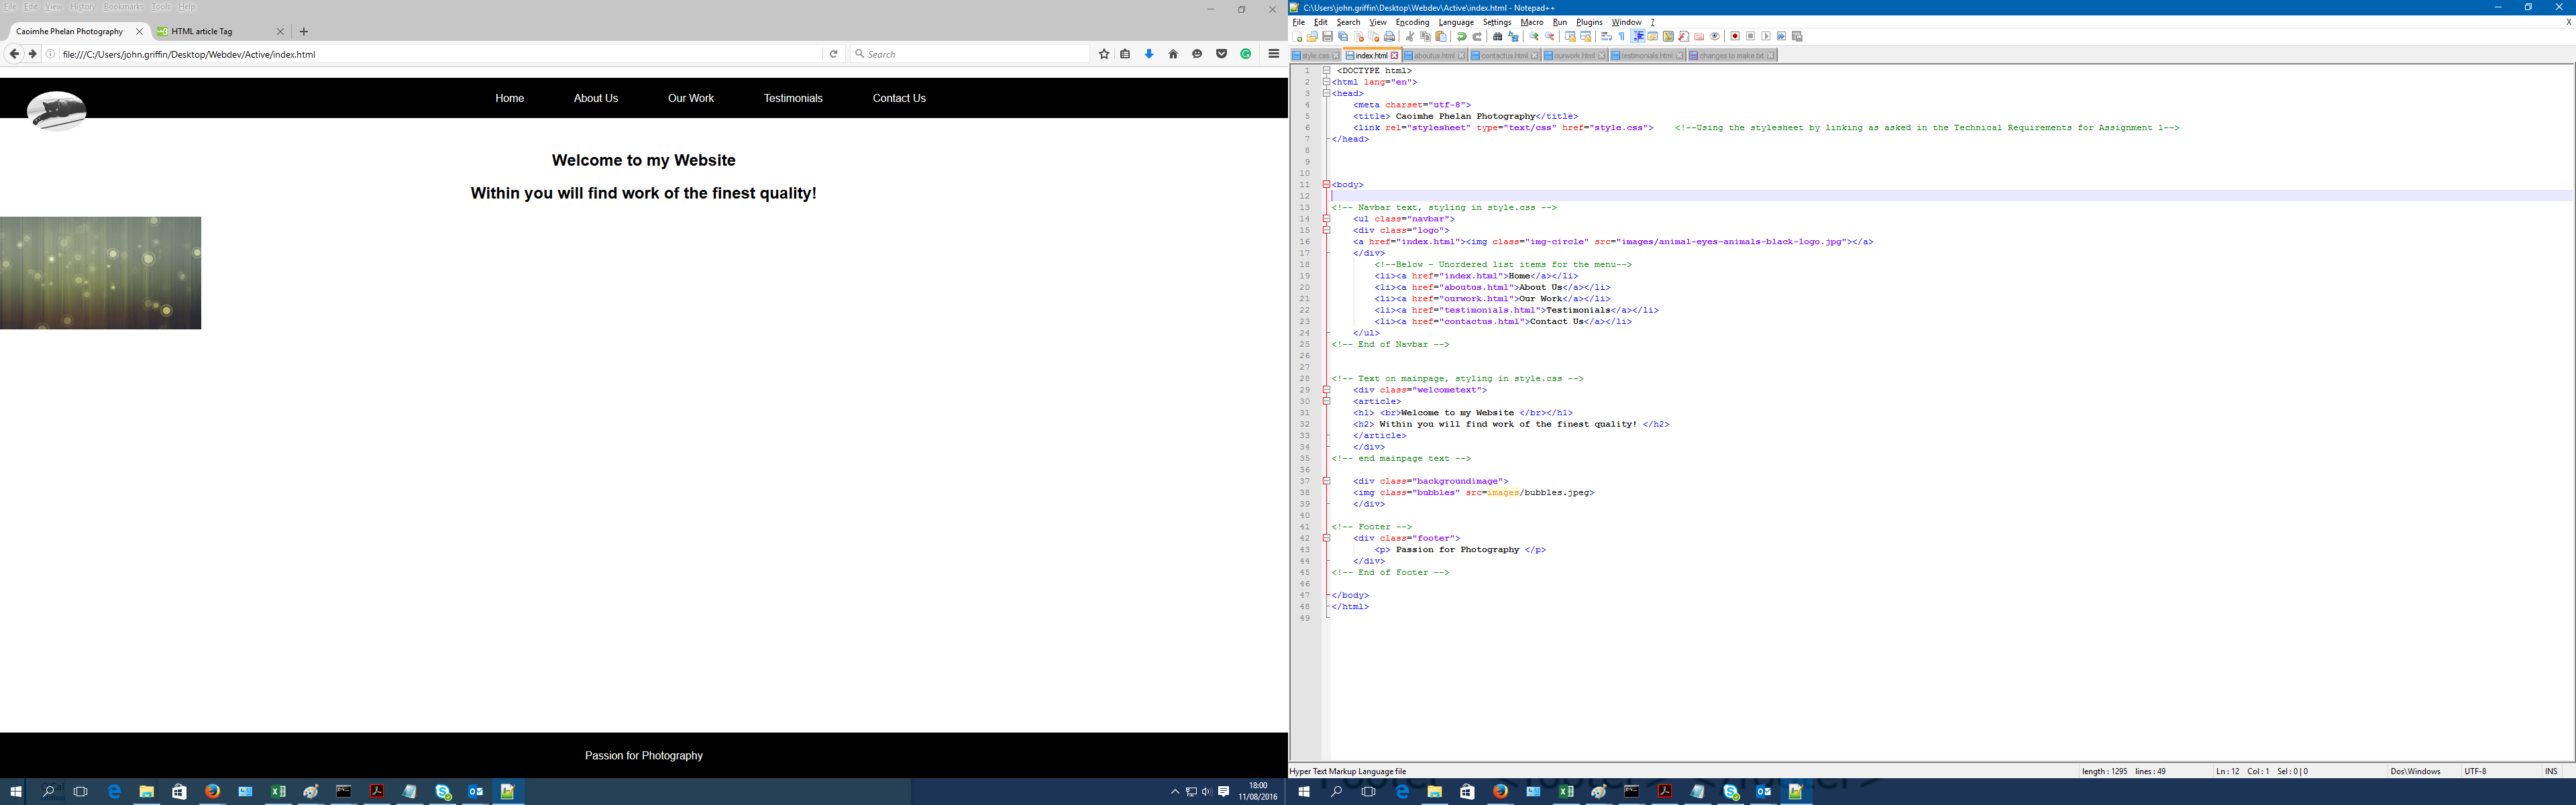 File Edit View History Bookmarks Tools Help
Caoimhe Phelan Photography
HTML article Tag
file:///C:/Users/john.griffin/Desktop/Webdev/Active/index.html
Search
Home About Us Our Work Testimonials Contact Us
Welcome to my Website
Within you will find work of the finest quality!
Passion for Photography
18:00
11/08/2016
C:\Users\john.griffin\Desktop\Webdev\Active\index.html - Notepad++
File Edit Search View Encoding Language Settings Macro Run Plugins Window ? X
style.css index.html aboutus.html contactus.html ourwork.html testimonials.html changes to make.txt
1 <DOCTYPE html>
2 <html lang="en">
3 <head>
4 <meta charset="utf-8">
5 <title> Caoimhe Phelan Photography</title>
6 <link rel="stylesheet" type="text/css" href="style.css"> <!--Using the stylesheet by linking as asked in the Technical Requirements for Assignment 1-->
7 </head>
8
9
10
11 <body>
12
13 <!-- Navbar text, styling in style.css -->
14 <ul class="navbar">
15 <div class="logo">
16 <a href="index.html"><img class="img-circle" src="images/animal-eyes-animals-black-logo.jpg"></a>
17 </div>
18 <!--Below - Unordered list items for the menu-->
19 <li><a href="index.html">Home</a></li>
20 <li><a href="aboutus.html">About Us</a></li>
21 <li><a href="ourwork.html">Our Work</a></li>
22 <li><a href="testimonials.html">Testimonials</a></li>
23 <li><a href="contactus.html">Contact Us</a></li>
24 </ul>
25 <!-- End of Navbar -->
26
27
28 <!-- Text on mainpage, styling in style.css -->
29 <div class="welcometext">
30 <article>
31 <h1> <br>Welcome to my Website </br></h1>
32 <h2> Within you will find work of the finest quality! </h2>
33 </article>
34 </div>
35 <!-- end mainpage text -->
36
37 <div class="backgroundimage">
38 <img class="bubbles" src=images/bubbles.jpeg>
39 </div>
40
41 <!-- Footer -->
42 <div class="footer">
43 <p> Passion for Photography </p>
44 </div>
45 <!-- End of Footer -->
46
47 </body>
48 </html>
49
Hyper Text Markup Language file length : 1295 lines : 49 Ln : 12 Col : 1 Sel : 0 | 0 Dos\Windows UTF-8 INS